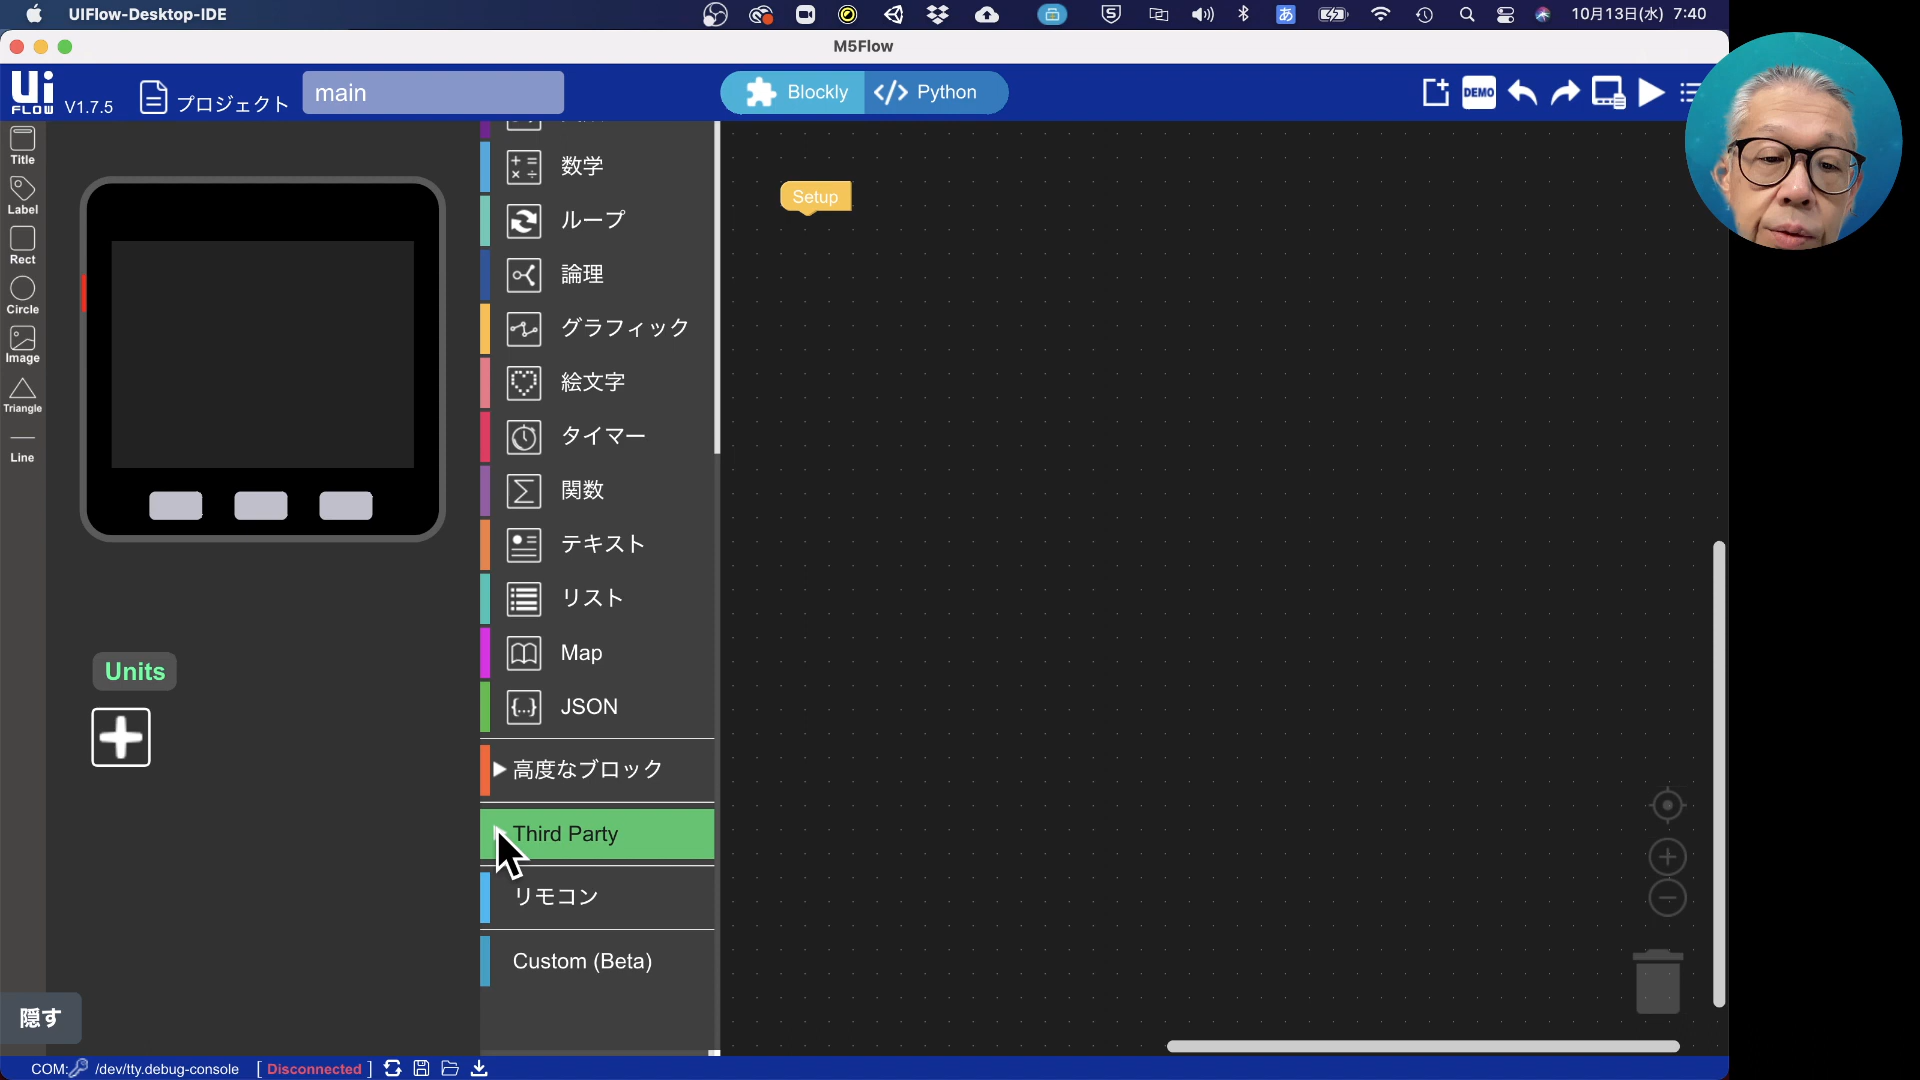 UIFlow-Desktop-IDE
10月13日(水) 7:40
M5Flow
Ui
FLOW
V1.7.5
プロジェクト
main
Blockly
Python
DEMO
Title
Label
Rect
Circle
Image
Triangle
Line
数学
ループ
論理
グラフィック
絵文字
タイマー
関数
テキスト
リスト
Map
JSON
高度なブロック
Third Party
リモコン
Custom (Beta)
Setup
Units
隠す
COM: /dev/tty.debug-console [ Disconnected ]